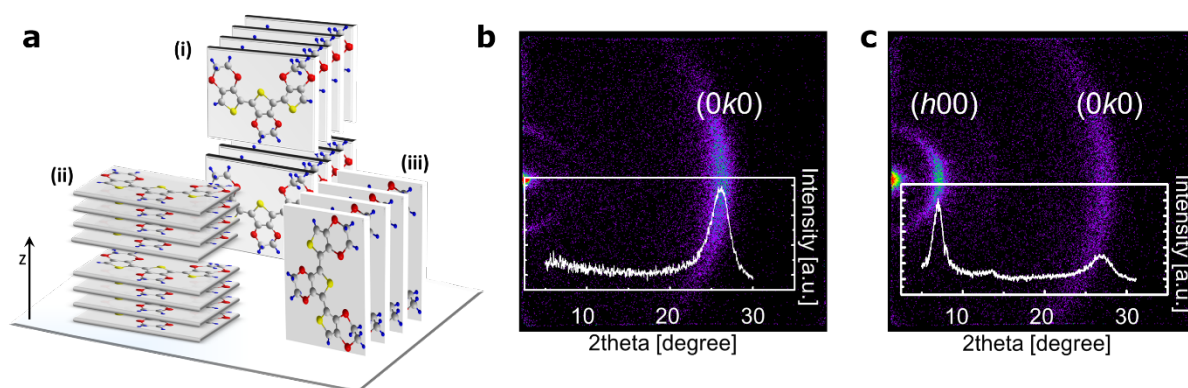 a
(i)
(ii)
(iii)
z
b
(0k0)
Intensity [a.u.]
10 20 30
2theta [degree]
c
(h00) (0k0)
Intensity [a.u.]
10 20 30
2theta [degree]